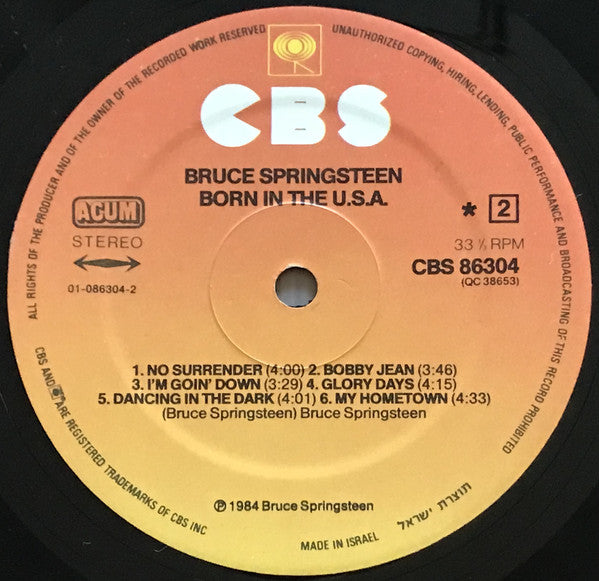 ALL RIGHTS OF THE PRODUCER AND OF THE OWNER OF THE RECORDED WORK RESERVED
UNAUTHORIZED COPYING, HIRING, LENDING, PUBLIC PERFORMANCE AND BROADCASTING OF THIS RECORD PROHIBITED
CBS
BRUCE SPRINGSTEEN
BORN IN THE U.S.A.
ACUM
* 2
STEREO
33 ⅓ RPM
CBS 86304
01-086304-2
(QC 38653)
1. NO SURRENDER (4:00) 2. BOBBY JEAN (3:46)
3. I'M GOIN' DOWN (3:29) 4. GLORY DAYS (4:15)
5. DANCING IN THE DARK (4:01) 6. MY HOMETOWN (4:33)
(Bruce Springsteen) Bruce Springsteen
℗ 1984 Bruce Springsteen
CBS AND ARE REGISTERED TRADEMARKS OF CBS INC
MADE IN ISRAEL
תוצרת ישראל